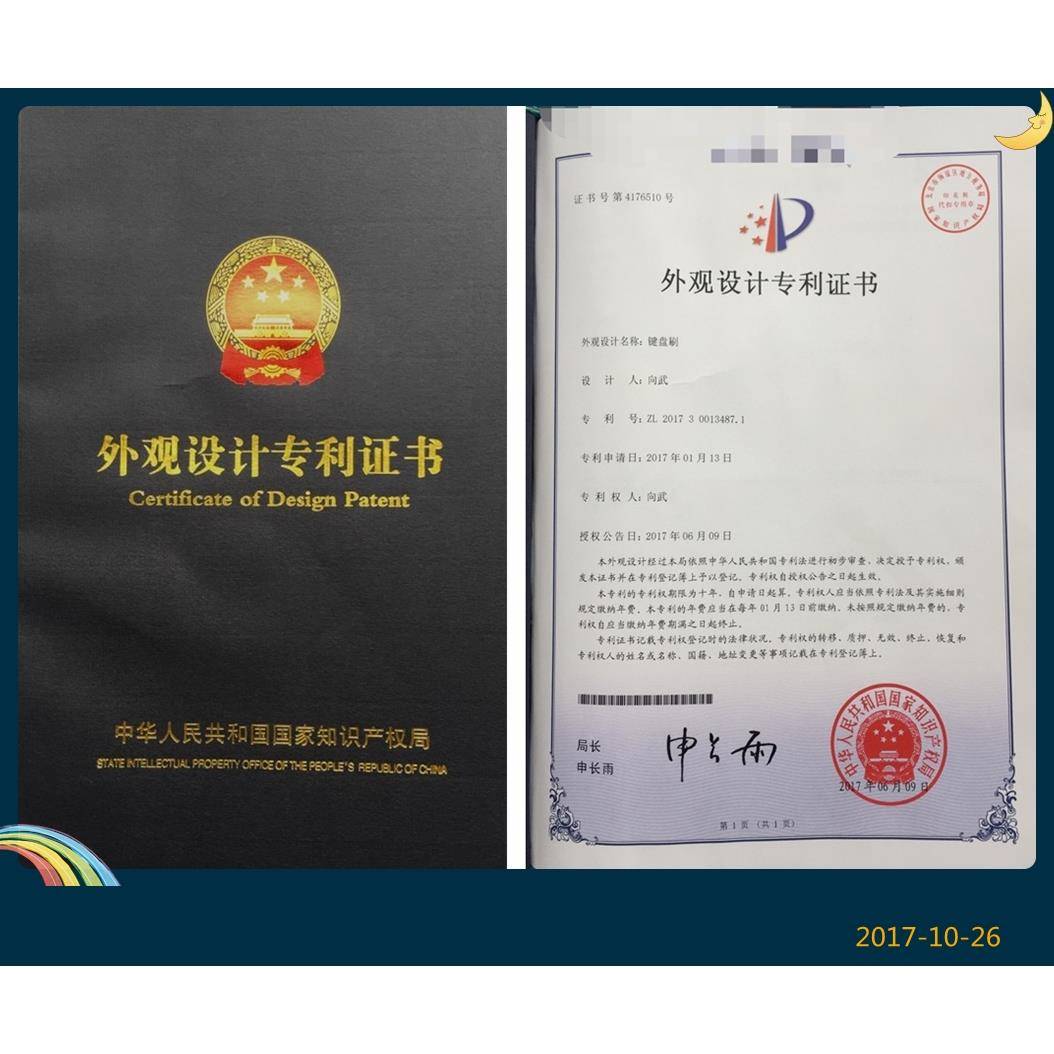 外观设计专利证书
Certificate of Design Patent
中华人民共和国国家知识产权局
STATE INTELLECTUAL PROPERTY OFFICE OF THE PEOPLE'S REPUBLIC OF CHINA
证书号第4176510号
外观设计专利证书
外观设计名称：键盘刷
设计人：向武
专利号：ZL 2017 3 0013487.1
专利申请日：2017年01月13日
专利权人：向武
授权公告日：2017年06月09日
本外观设计经过本局依照中华人民共和国专利法进行初步审查，决定授予专利权，颁
发本证书并在专利登记簿上予以登记。专利权自授权公告之日起生效。
本专利的专利权期限为十年，自申请日起算。专利权人应当依照专利法及其实施细则
规定缴纳年费。本专利的年费应当在每年01月13日前缴纳。未按照规定缴纳年费的，专
利权自应当缴纳年费期满之日起终止。
专利证书记载专利权登记时的法律状况。专利权的转移、质押、无效、终止、恢复和
专利权人的姓名或名称、国籍、地址变更等事项记载在专利登记簿上。
局长
申长雨
申长雨
中华人民共和国国家知识产权局
2017年06月09日
第1页（共1页）
2017-10-26